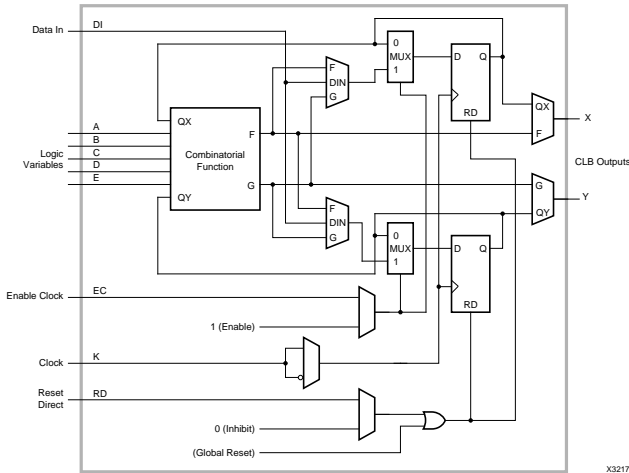 Data In
DI
0
MUX
1
D
Q
RD
F
DIN
G
QX
F
X
QX
A
B
C
D
E
Logic
Variables
Combinatorial
Function
F
G
QY
CLB Outputs
G
QY
Y
F
DIN
G
0
MUX
1
D
Q
RD
Enable Clock
EC
1 (Enable)
Clock
K
Reset
Direct
RD
0 (Inhibit)
(Global Reset)
X3217